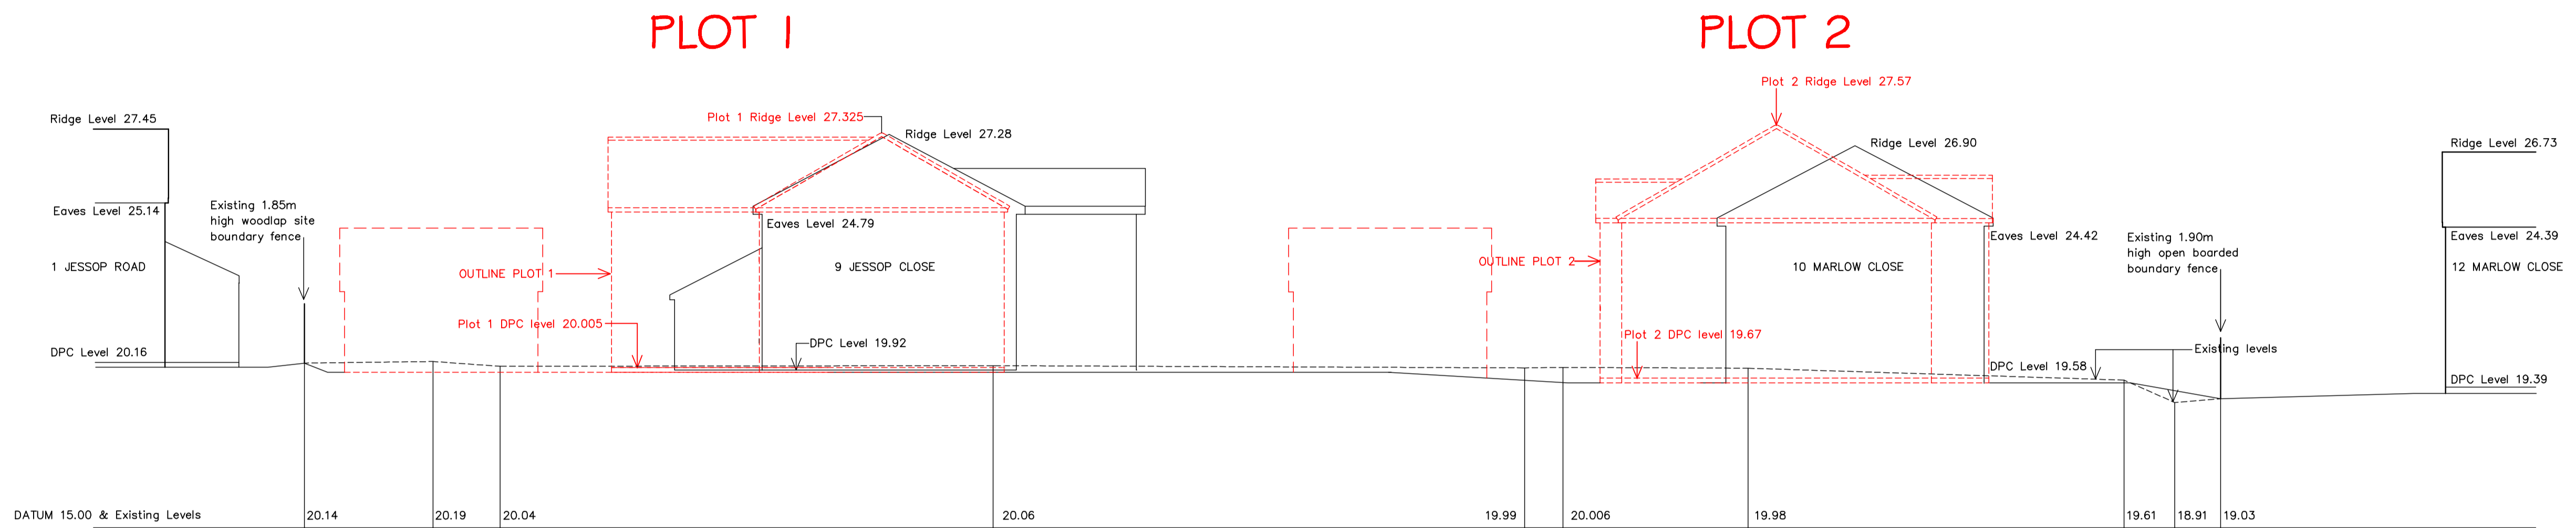 PLOT 1
PLOT 2
Plot 2 Ridge Level 27.57
Ridge Level 27.45
Plot 1 Ridge Level 27.325
Ridge Level 27.28
Ridge Level 26.90
Ridge Level 26.73
Eaves Level 25.14
Existing 1.85m
high woodlap site
boundary fence
Eaves Level 24.79
Eaves Level 24.42
Existing 1.90m
high open boarded
boundary fence
Eaves Level 24.39
1 JESSOP ROAD
OUTLINE PLOT 1
9 JESSOP CLOSE
OUTLINE PLOT 2
10 MARLOW CLOSE
12 MARLOW CLOSE
Plot 1 DPC level 20.005
Plot 2 DPC level 19.67
DPC Level 20.16
DPC Level 19.92
Existing levels
DPC Level 19.58
DPC Level 19.39
DATUM 15.00 & Existing Levels
20.14
20.19
20.04
20.06
19.99
20.006
19.98
19.61
18.91
19.03